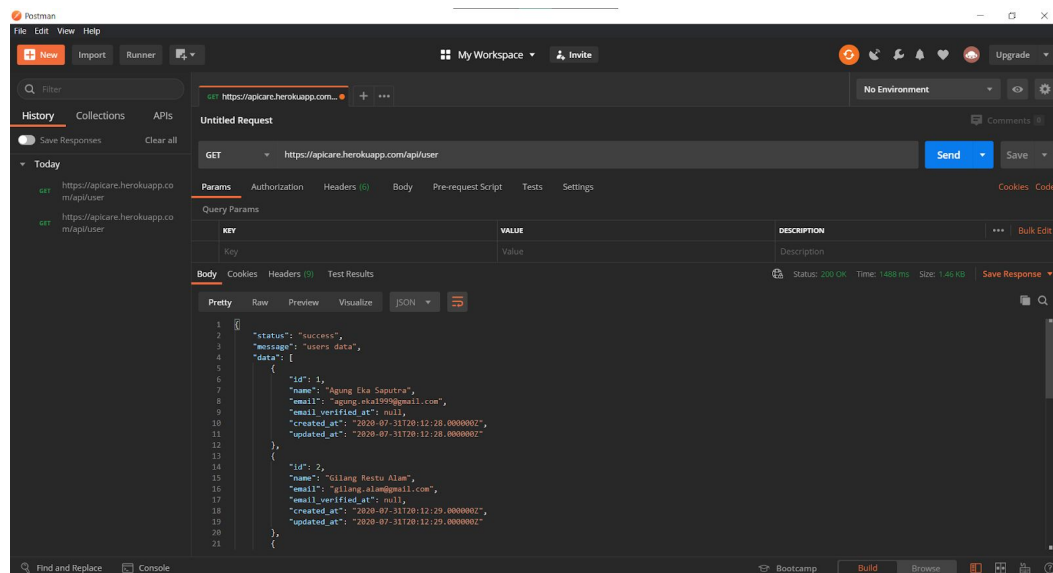 Postman
File Edit View Help
New Import Runner
My Workspace Invite
Upgrade
Filter
GET https://apicare.herokuapp.com... + •••
No Environment
History Collections APIs
Untitled Request
Comments 0
Save Responses Clear all
GET https://apicare.herokuapp.com/api/user
Send Save
Today
GET https://apicare.herokuapp.co
m/api/user
GET https://apicare.herokuapp.co
m/api/user
Params Authorization Headers (6) Body Pre-request Script Tests Settings
Cookies Code
Query Params
KEY VALUE DESCRIPTION ••• Bulk Edit
Key Value Description
Body Cookies Headers (9) Test Results
Status: 200 OK Time: 1488 ms Size: 1.46 KB Save Response
Pretty Raw Preview Visualize JSON
1 {
2 "status": "success",
3 "message": "users data",
4 "data": [
5 {
6 "id": 1,
7 "name": "Agung Eka Saputra",
8 "email": "agung.eka1999@gmail.com",
9 "email_verified_at": null,
10 "created_at": "2020-07-31T20:12:28.000000Z",
11 "updated_at": "2020-07-31T20:12:28.000000Z"
12 },
13 {
14 "id": 2,
15 "name": "Gilang Restu Alam",
16 "email": "gilang.alam@gmail.com",
17 "email_verified_at": null,
18 "created_at": "2020-07-31T20:12:29.000000Z",
19 "updated_at": "2020-07-31T20:12:29.000000Z"
20 },
21 {
Find and Replace Console
Bootcamp Build Browse